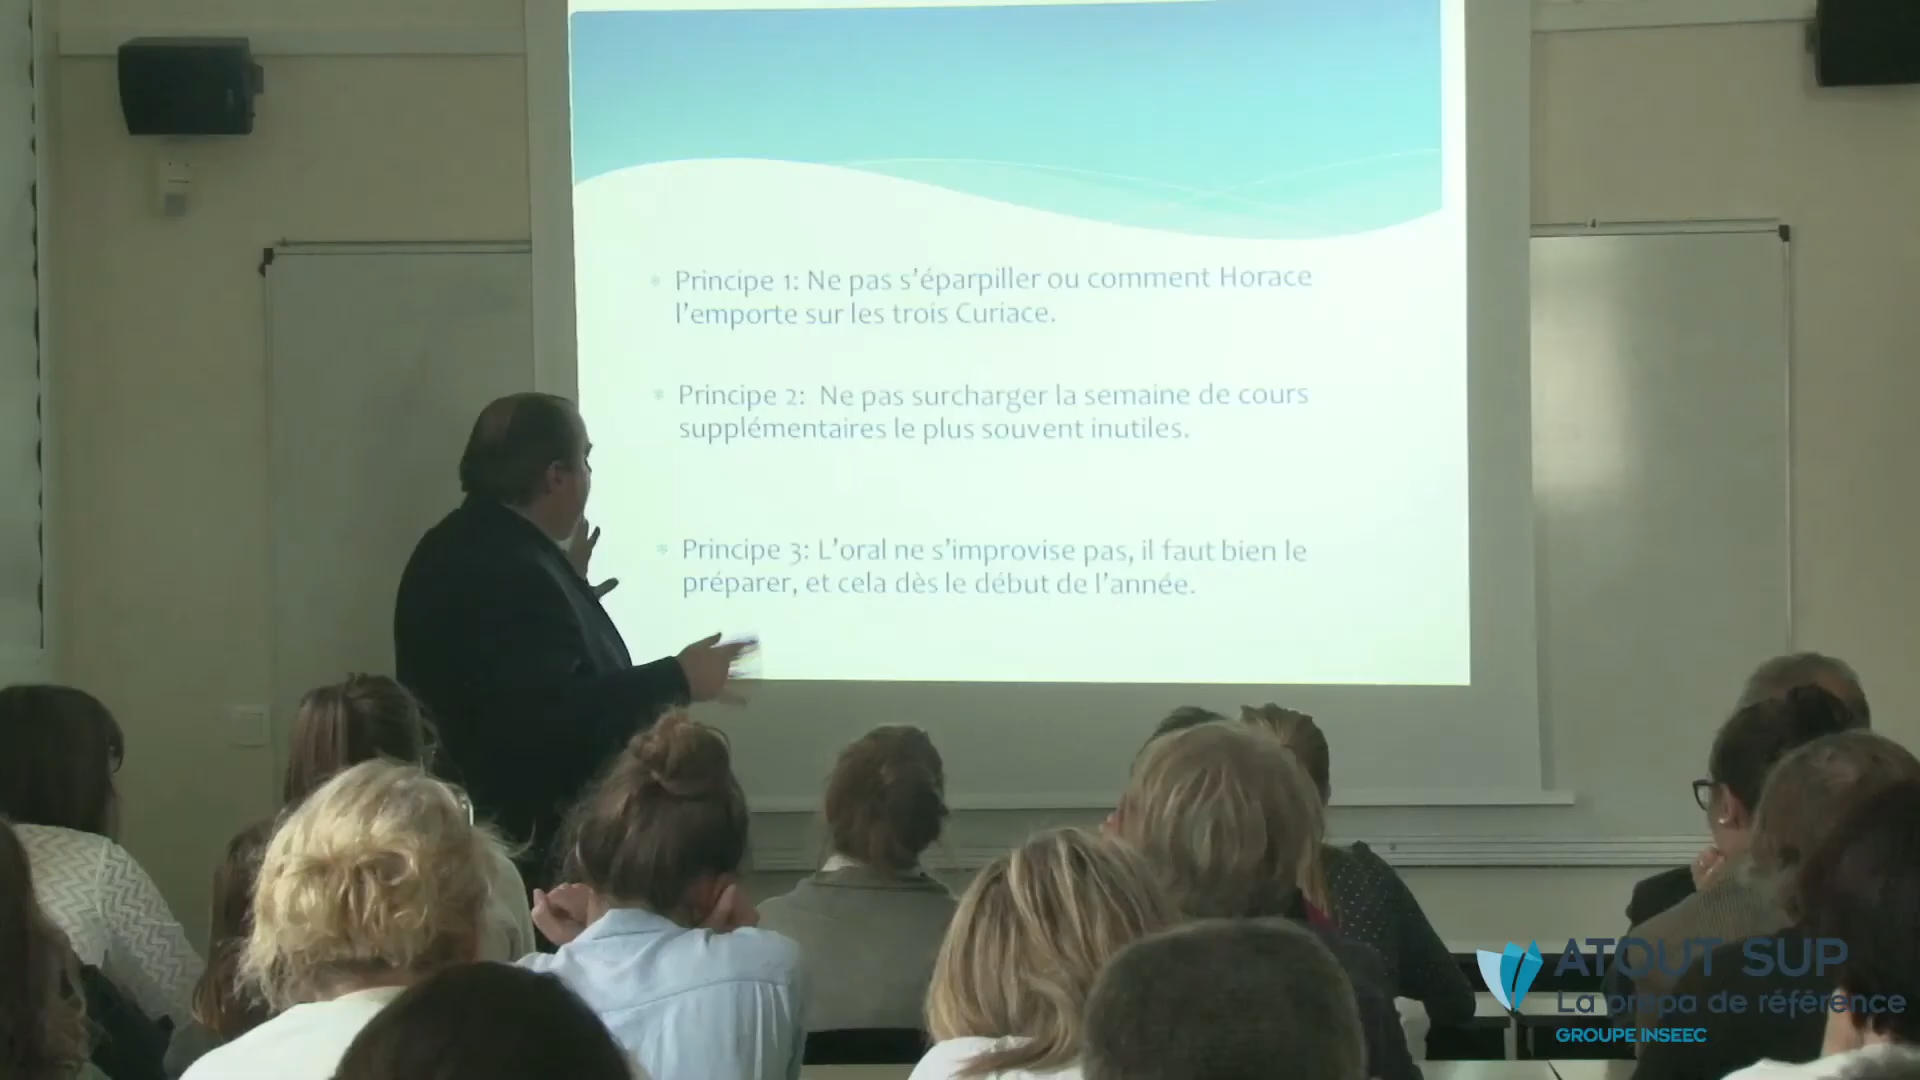 Principe 1: Ne pas s'éparpiller ou comment Horace
l'emporte sur les trois Curiace.
Principe 2: Ne pas surcharger la semaine de cours
supplémentaires le plus souvent inutiles.
Principe 3: L'oral ne s'improvise pas, il faut bien le
préparer, et cela dès le début de l'année.
ATOUT SUP
La prépa de référence
GROUPE INSEEC